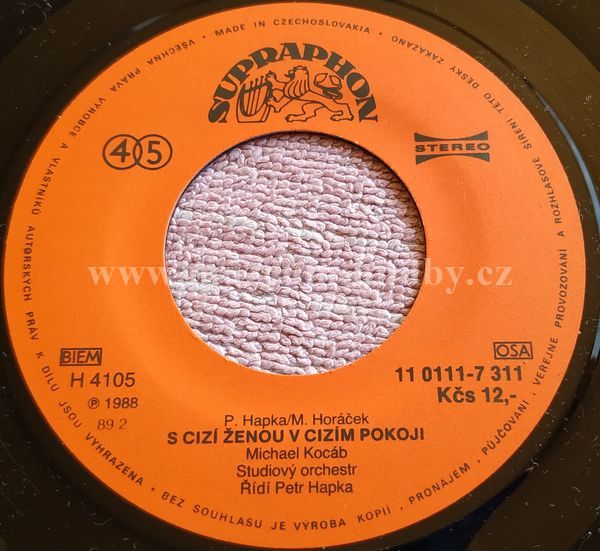 MADE IN CZECHOSLOVAKIA • VŠECHNA PRÁVA VÝROBCE A VLASTNÍKŮ AUTORSKÝCH PRÁV K DÍLU JSOU VYHRAZENA • BEZ SOUHLASU JE VÝROBA KOPIÍ, PRONÁJEM, PŮJČOVÁNÍ, VEŘEJNÉ PROVOZOVÁNÍ A ROZHLASOVÉ ŠÍŘENÍ TÉTO DESKY ZAKÁZÁNO •
SUPRAPHON
45
STEREO
BIEM
H 4105
℗ 1988
89 2
OSA
11 0111-7 311
Kčs 12,-
P. Hapka/M. Horáček
S CIZÍ ŽENOU V CIZÍM POKOJI
Michael Kocáb
Studiový orchestr
Řídí Petr Hapka